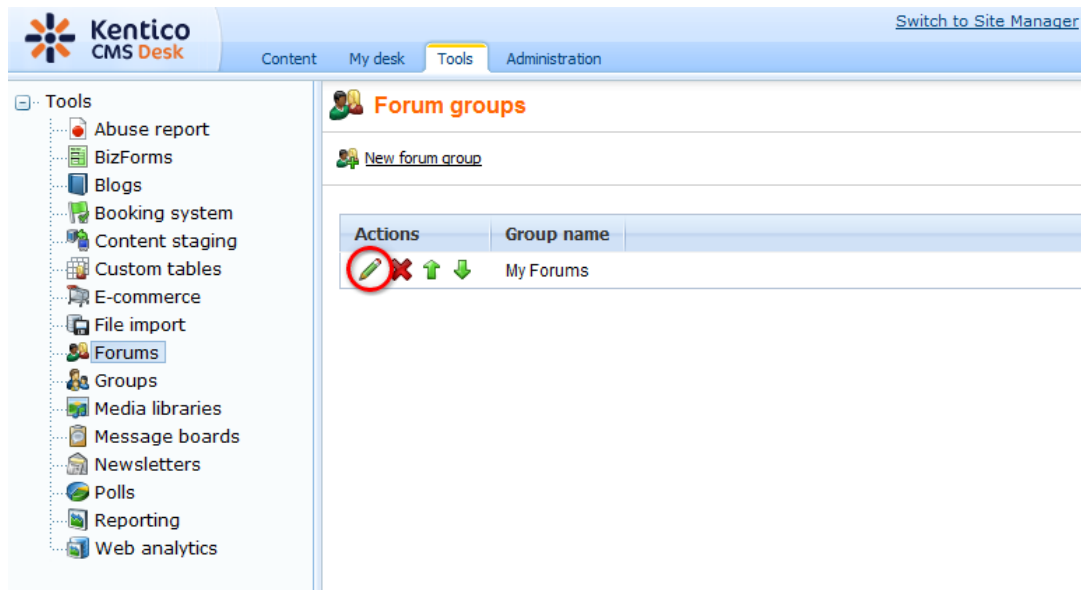 Kentico
CMS Desk
Switch to Site Manager
Content My desk Tools Administration
Tools
Abuse report
BizForms
Blogs
Booking system
Content staging
Custom tables
E-commerce
File import
Forums
Groups
Media libraries
Message boards
Newsletters
Polls
Reporting
Web analytics
Forum groups
New forum group
Actions Group name
My Forums